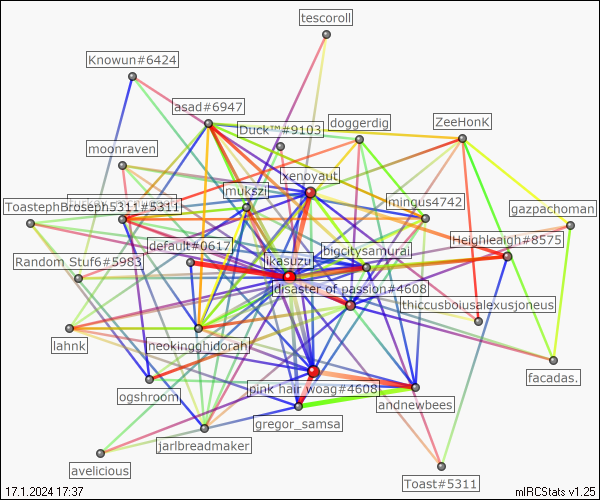 tescoroll
Knowun#6424
asad#6947
Duck™#9103
doggerdig
ZeeHonK
moonraven
xenoyaut
mukszi
mingus4742
ToastephBroseph5311#5311
gazpachoman
default#0617
bigcitysamurai
Heighleigh#8575
Random Stuf6#5983
ikasuzu
disaster of passion#4608
thiccusboiusalexusjoneus
lahnk
neokingghidorah
facadas.
ogshroom
pink hair woag#4608
andnewbees
gregor_samsa
jarlbreadmaker
avelicious
Toast#5311
17.1.2024 17:37
mIRCStats v1.25